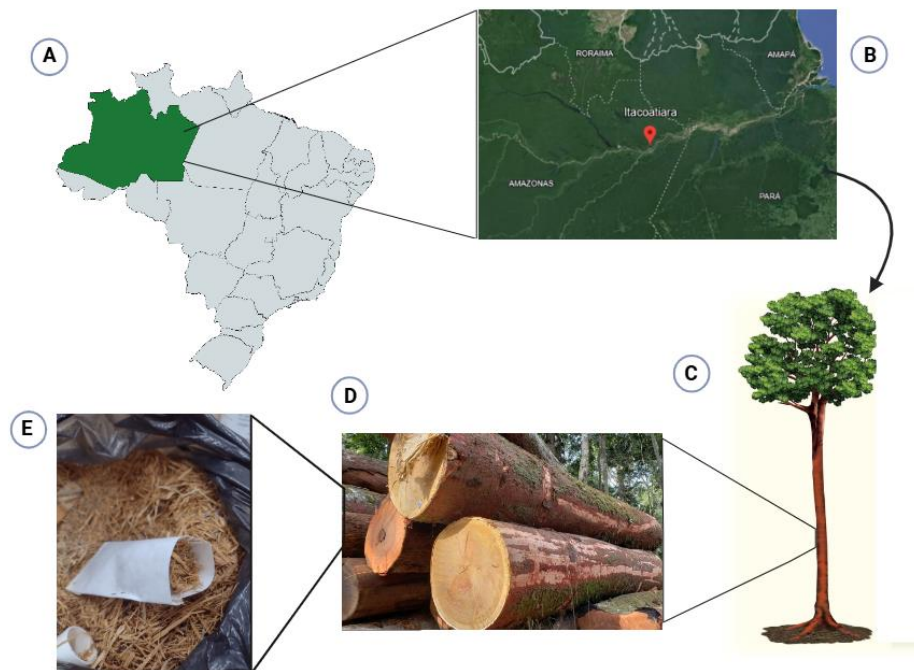 A
B
RORAIMA
AMAPÁ
Itacoatiara
AMAZONAS
PARÁ
C
D
E